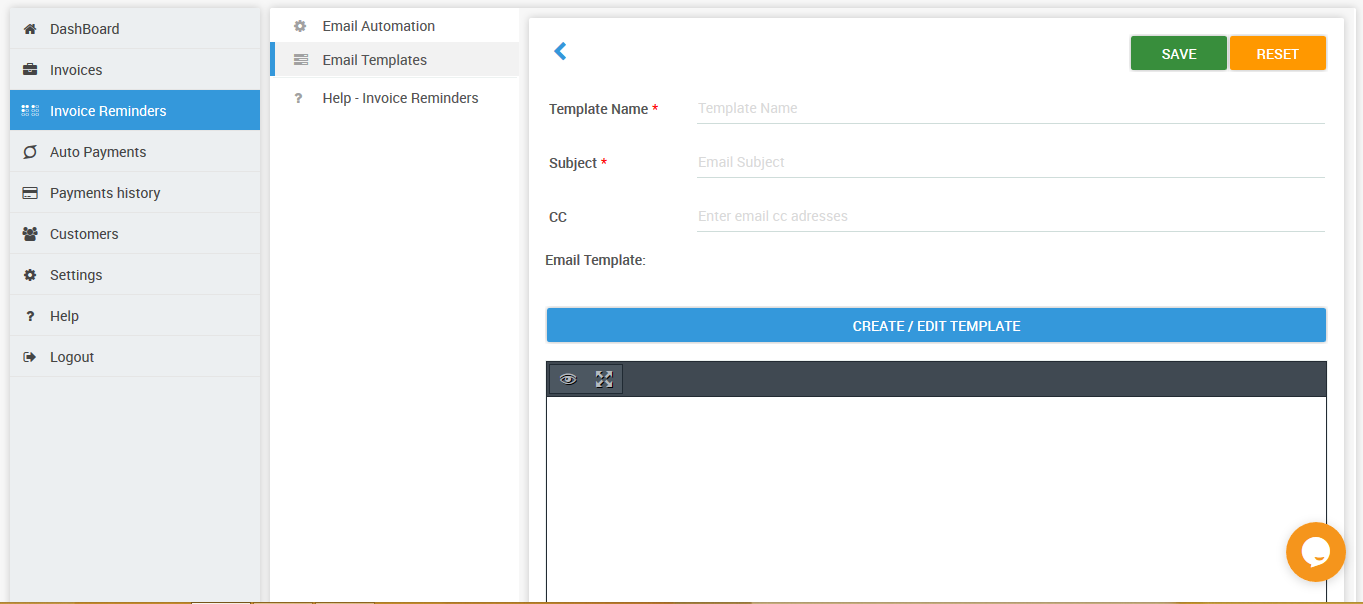 DashBoard
Invoices
Invoice Reminders
Auto Payments
Payments history
Customers
Settings
? Help
Logout
Email Automation
Email Templates
? Help - Invoice Reminders
SAVE RESET
Template Name * Template Name
Subject * Email Subject
CC Enter email cc adresses
Email Template:
CREATE / EDIT TEMPLATE